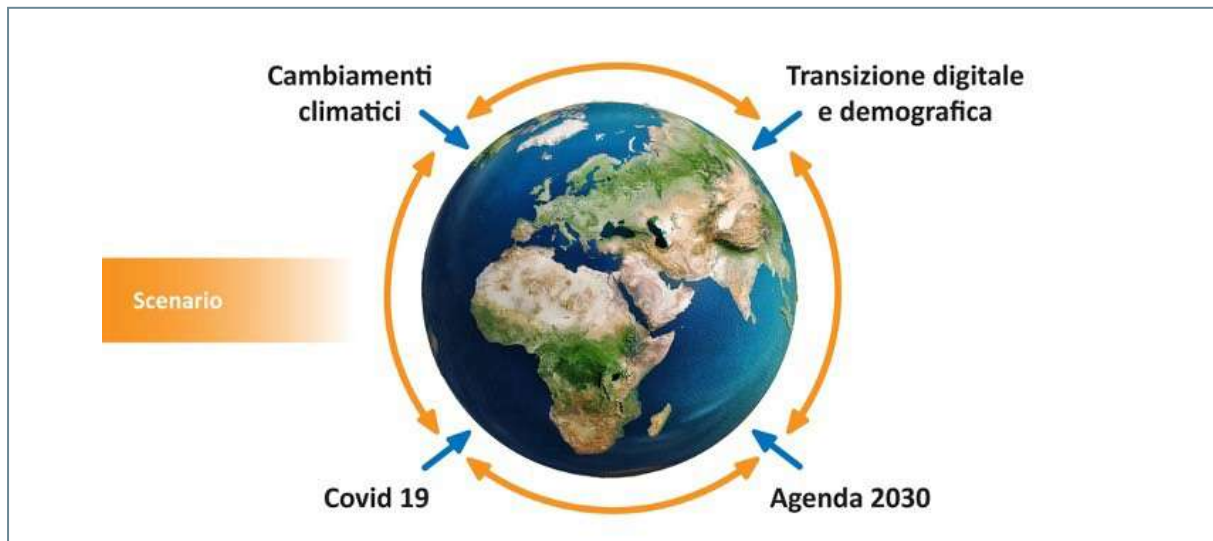 Cambiamenti
climatici
Transizione digitale
e demografica
Scenario
Covid 19
Agenda 2030